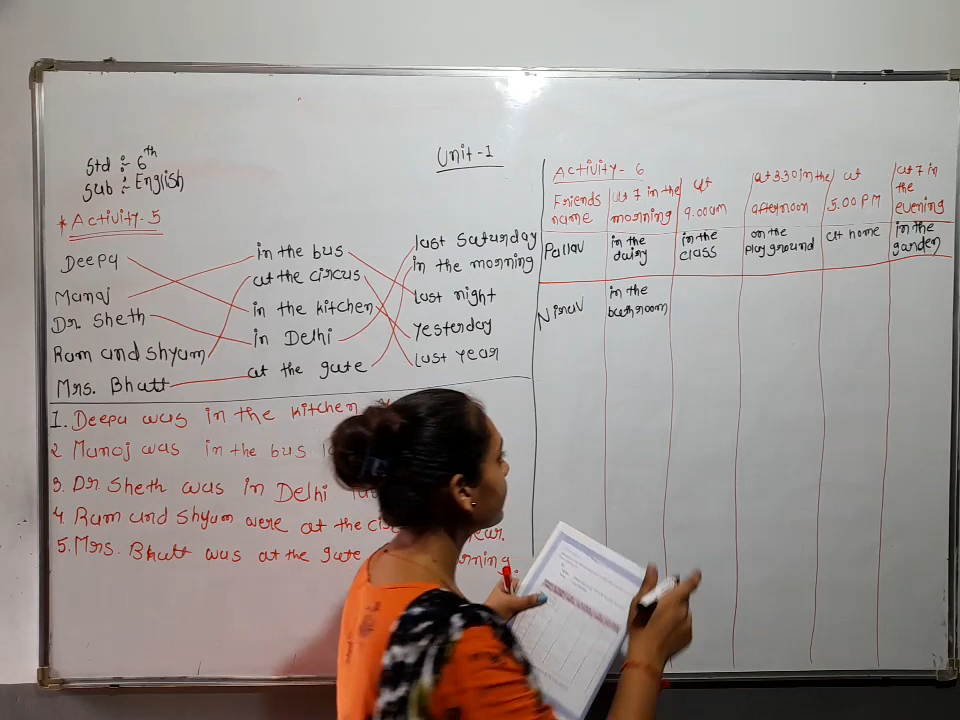 Std :- 6th
Sub :- English
Unit-1
* Activity-5
Deepa
Manoj
Dr. Sheth
Ram and Shyam
Mrs. Bhatt
in the bus
at the circus
in the kitchen
in Delhi
at the gate
last saturday
in the morning
last night
yesterday
last year
1. Deepa was in the kitchen
2 Manoj was in the bus
3. Dr. Sheth was in Delhi
4. Ram and Shyam were at the
5. Mrs. Bhatt was at the gate
Activity-6
Friends name
at 7 in the morning
at 9.00am
at 3.30 in the afternoon
at 5.00 PM
at 7 in the evening
Pallav
in the dairy
in the class
on the playground
at home
in the garden
Nirav
in the bathroom